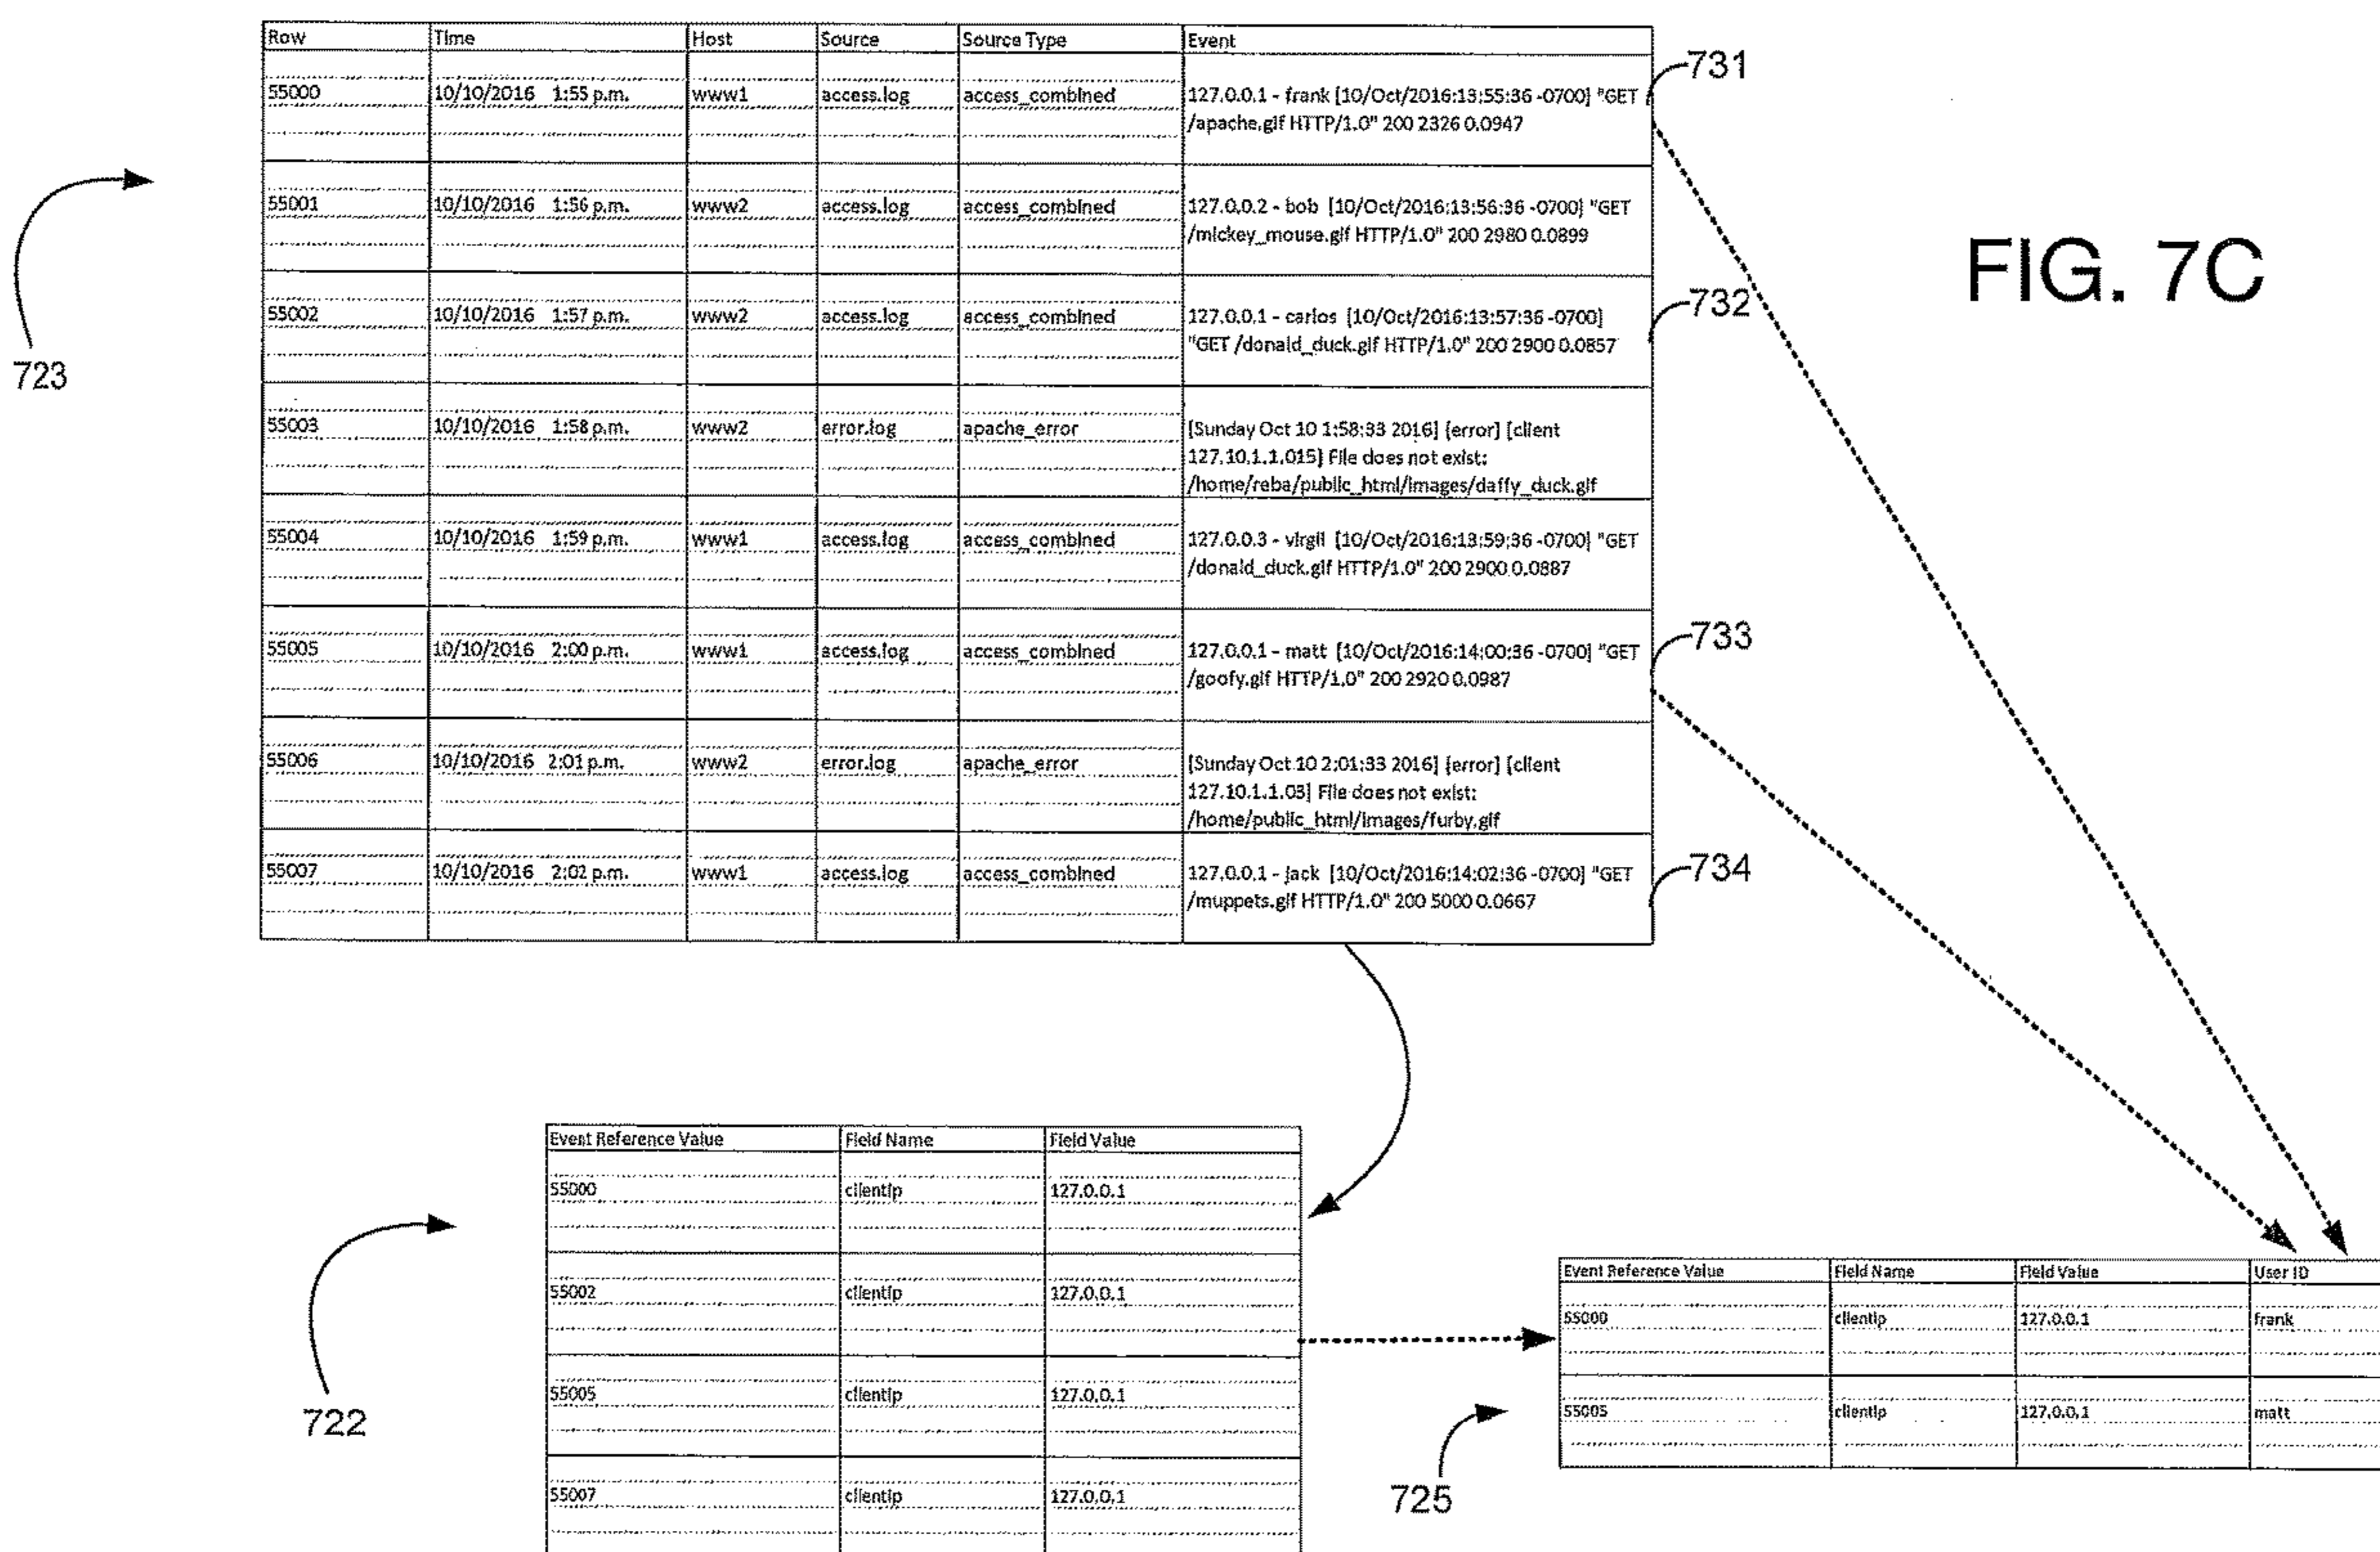 Row Time Host Source Source Type Event
731
55000 10/10/2016 1:55 p.m. www1 access.log access_combined 127.0.0.1 - frank [10/Oct/2016:13:55:36 -0700] "GET
/apache.gif HTTP/1.0" 200 2326 0.0947
55001 10/10/2016 1:56 p.m. www2 access.log access_combined 127.0.0.2 - bob [10/Oct/2016:13:56:36 -0700] "GET
/mickey_mouse.gif HTTP/1.0" 200 2980 0.0899
FIG. 7C
732
55002 10/10/2016 1:57 p.m. www2 access.log access_combined 127.0.0.1 - carlos [10/Oct/2016:13:57:36 -0700]
"GET /donald_duck.gif HTTP/1.0" 200 2900 0.0857
723
55003 10/10/2016 1:58 p.m. www2 error.log apache_error [Sunday Oct 10 1:58:33 2016] [error] [client
127.10.1.1.015] File does not exist:
/home/reba/public_html/images/daffy_duck.gif
55004 10/10/2016 1:59 p.m. www1 access.log access_combined 127.0.0.3 - virgil [10/Oct/2016:13:59:36 -0700] "GET
/donald_duck.gif HTTP/1.0" 200 2900 0.0887
733
55005 10/10/2016 2:00 p.m. www1 access.log access_combined 127.0.0.1 - matt [10/Oct/2016:14:00:36 -0700] "GET
/goofy.gif HTTP/1.0" 200 2920 0.0987
55006 10/10/2016 2:01 p.m. www2 error.log apache_error [Sunday Oct 10 2:01:33 2016] [error] [client
127.10.1.1.03] File does not exist:
/home/public_html/images/furby.gif
734
55007 10/10/2016 2:02 p.m. www1 access.log access_combined 127.0.0.1 - jack [10/Oct/2016:14:02:36 -0700] "GET
/muppets.gif HTTP/1.0" 200 5000 0.0667
Event Reference Value Field Name Field Value
55000 clientip 127.0.0.1
55002 clientip 127.0.0.1
55005 clientip 127.0.0.1
55007 clientip 127.0.0.1
722
Event Reference Value Field Name Field Value User ID
55000 clientip 127.0.0.1 frank
55005 clientip 127.0.0.1 matt
725